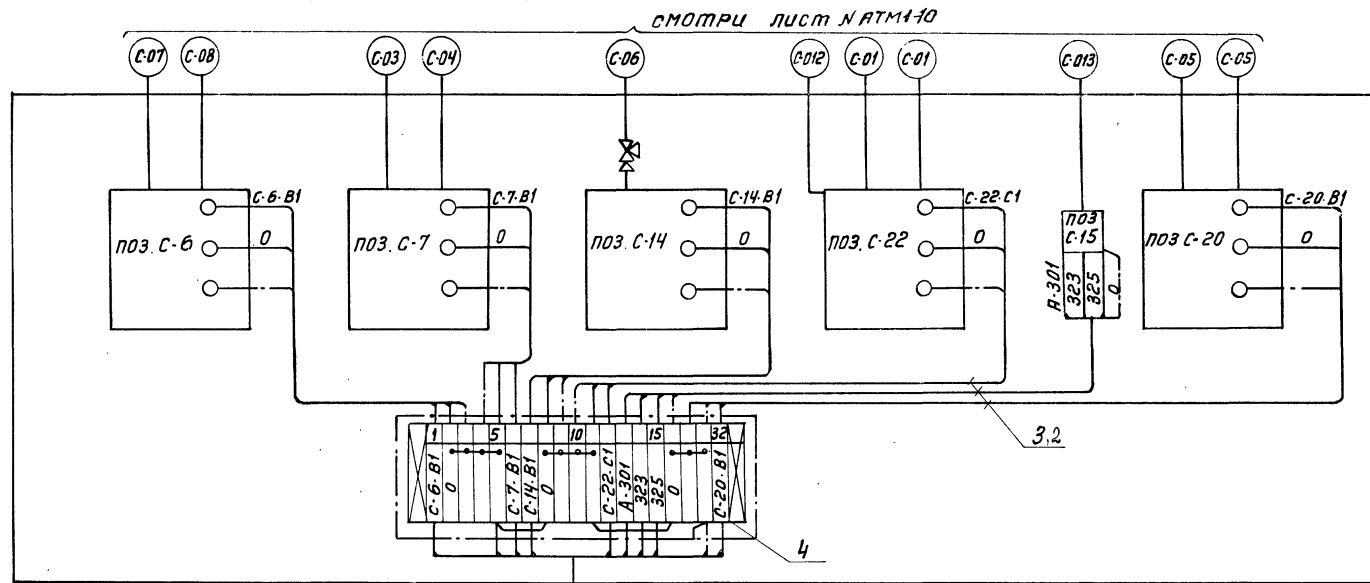 СМОТРИ ЛИСТ N АТМ1-10
С-07 С-08 С-03 С-04 С-06 С-012 С-01 С-01 С-013 С-05 С-05
С-6-В1 С-7-В1 С-14-В1 С-22-С1 С-20-В1
ПОЗ. С-6 0 ПОЗ. С-7 0 ПОЗ. С-14 0 ПОЗ. С-22 0 ПОЗ С-15 ПОЗ С-20 0
А-301 323 325 0
3,2
1 5 10 15 32
С-6-В1 0 С-7-В1 С-14-В1 0 С-22-С1 А-301 323 325 0 С-20-В1
4